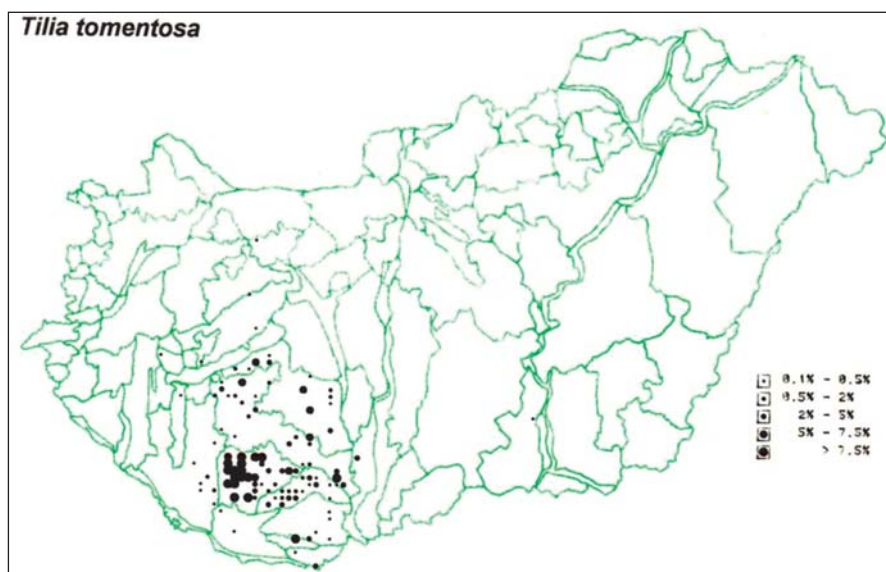 Tilia tomentosa
0.1% - 0.5%
0.5% - 2%
2% - 5%
5% - 7.5%
> 7.5%